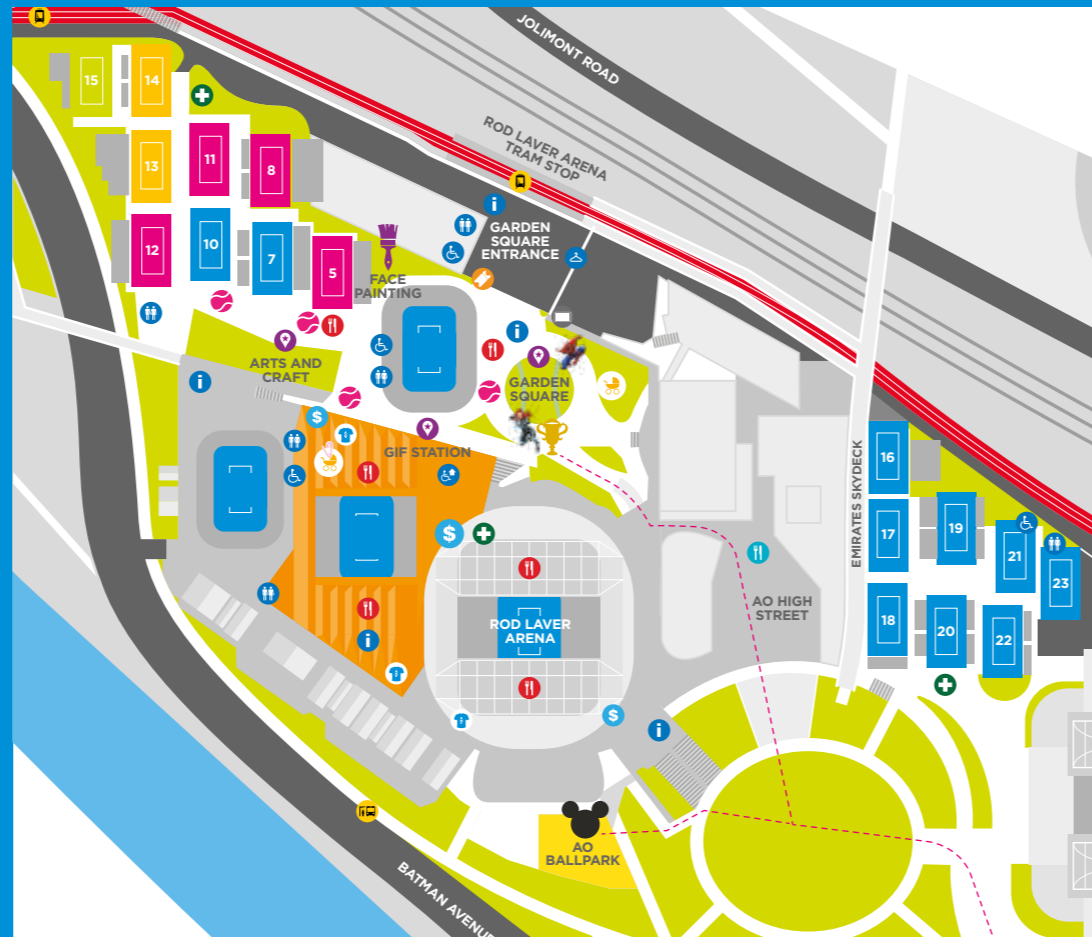 JOLIMONT ROAD
ROD LAVER ARENA
TRAM STOP
15
14
13
11
8
12
10
7
5
GARDEN
SQUARE
ENTRANCE
FACE
PAINTING
ARTS AND
CRAFT
GARDEN
SQUARE
GIF STATION
EMIRATES SKYDECK
16
17
19
21
23
18
20
22
$
$
ROD LAVER
ARENA
AO HIGH
STREET
$
i
i
i
i
i
AO
BALLPARK
BATMAN AVENUE